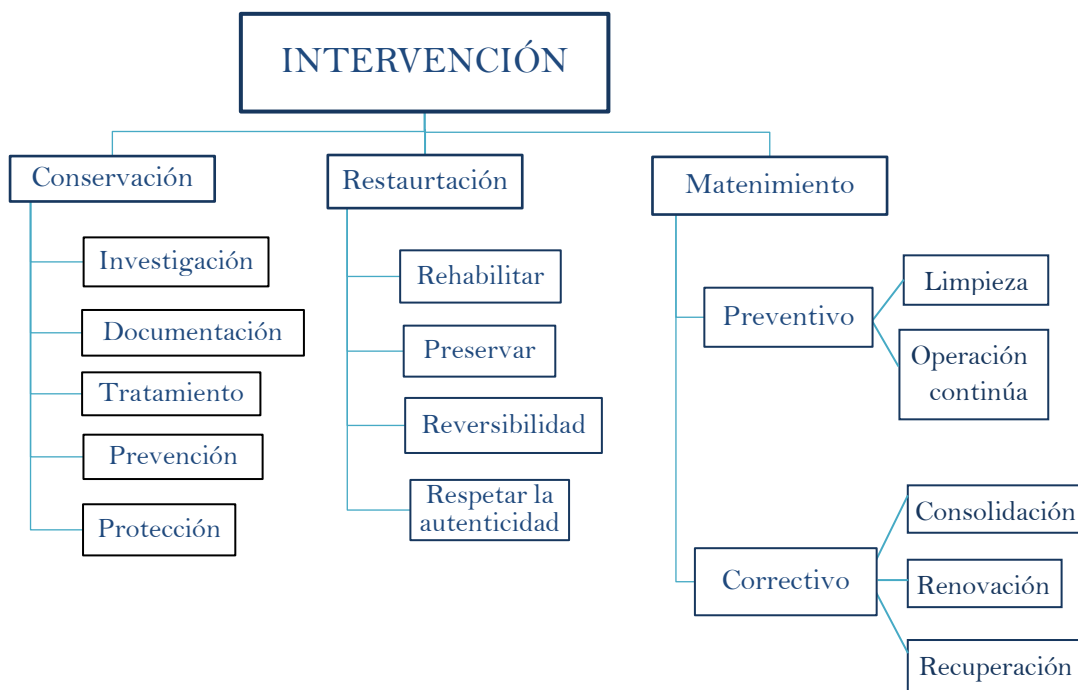 INTERVENCIÓN
Conservación
Investigación
Documentación
Tratamiento
Prevención
Protección
Restaurtación
Rehabilitar
Preservar
Reversibilidad
Respetar la
autenticidad
Matenimiento
Preventivo
Limpieza
Operación
continúa
Correctivo
Consolidación
Renovación
Recuperación